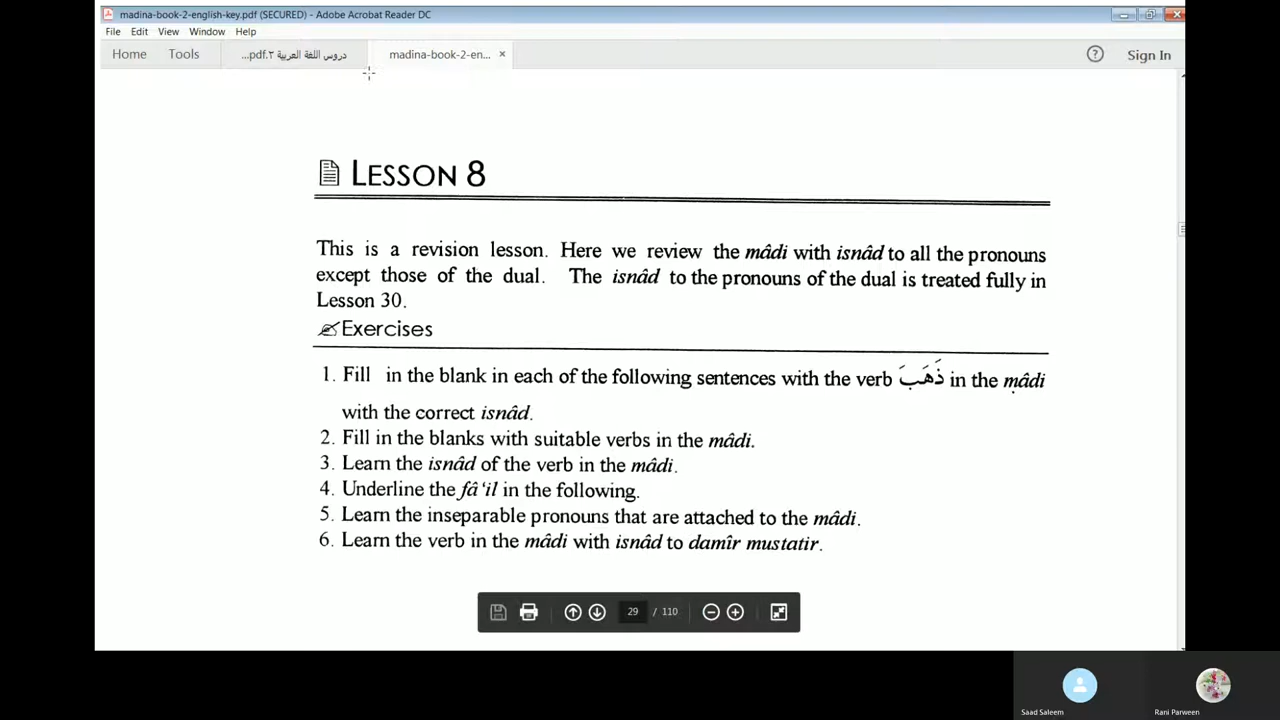 madina-book-2-english-key.pdf (SECURED) - Adobe Acrobat Reader DC
File Edit View Window Help
Home Tools دروس اللغة العربية ٣.pdf... madina-book-2-en... × ? Sign In
LESSON 8
This is a revision lesson. Here we review the mâdi with isnâd to all the pronouns
except those of the dual. The isnâd to the pronouns of the dual is treated fully in
Lesson 30.
Exercises
1. Fill in the blank in each of the following sentences with the verb ذَهَبَ in the mâdi
with the correct isnâd.
2. Fill in the blanks with suitable verbs in the mâdi.
3. Learn the isnâd of the verb in the mâdi.
4. Underline the fâ‘il in the following.
5. Learn the inseparable pronouns that are attached to the mâdi.
6. Learn the verb in the mâdi with isnâd to damîr mustatir.
29 / 110
Saad Saleem Rani Parween